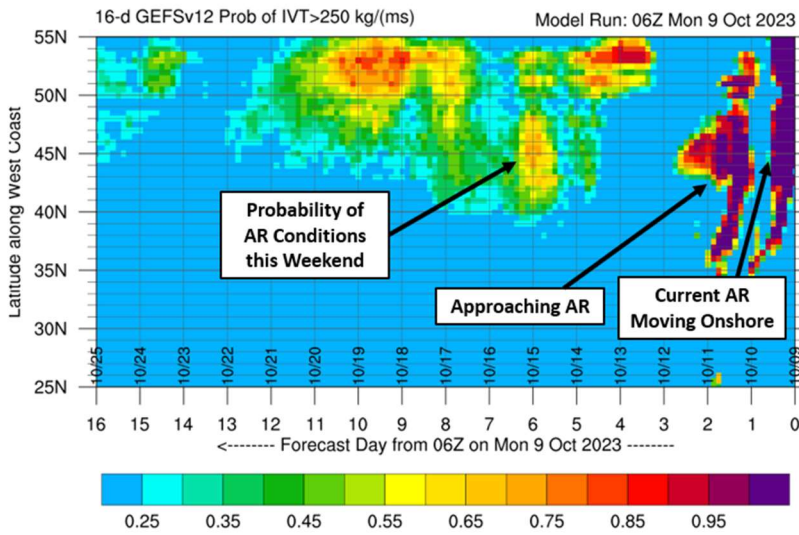 16-d GEFSv12 Prob of IVT>250 kg/(ms)
Model Run: 06Z Mon 9 Oct 2023
Latitude along West Coast
55N
50N
45N
40N
35N
30N
25N
Probability of
AR Conditions
this Weekend
Approaching AR
Current AR
Moving Onshore
10/25 10/24 10/23 10/22 10/21 10/20 10/19 10/18 10/17 10/16 10/15 10/14 10/13 10/12 10/11 10/10 10/09
16 15 14 13 12 11 10 9 8 7 6 5 4 3 2 1 0
<-------- Forecast Day from 06Z on Mon 9 Oct 2023 --------
0.25 0.35 0.45 0.55 0.65 0.75 0.85 0.95